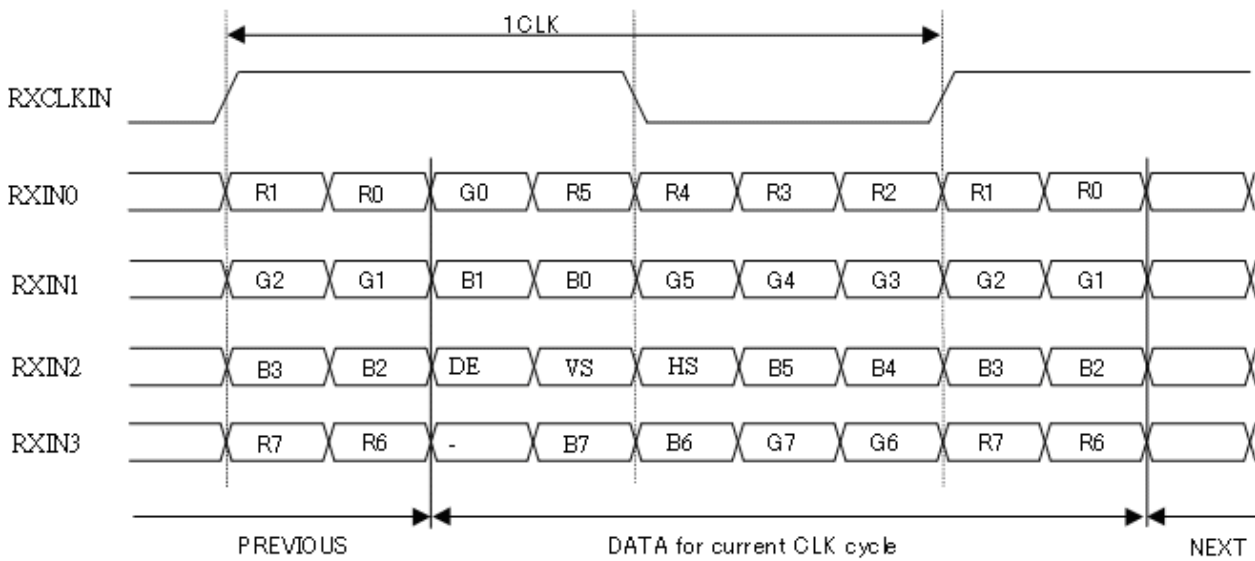 1CLK
RXCLKIN
RXIN0 R1 R0 G0 R5 R4 R3 R2 R1 R0
RXIN1 G2 G1 B1 B0 G5 G4 G3 G2 G1
RXIN2 B3 B2 DE VS HS B5 B4 B3 B2
RXIN3 R7 R6 - B7 B6 G7 G6 R7 R6
PREVIOUS DATA for current CLK cycle NEXT